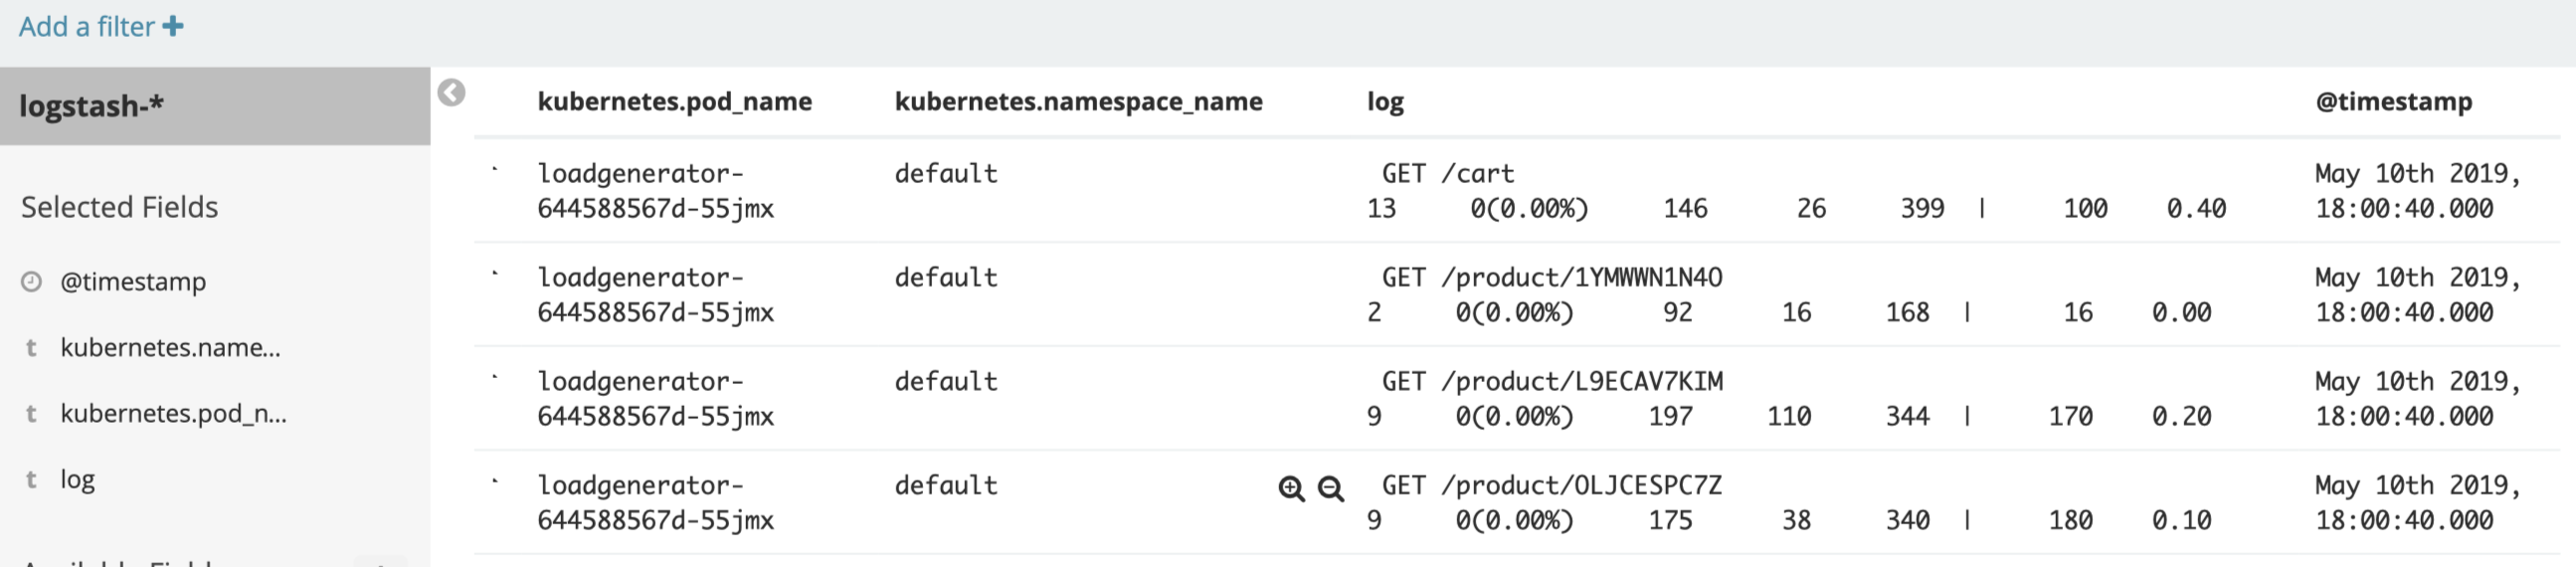 Add a filter +
logstash-*
Selected Fields
@timestamp
t kubernetes.name...
t kubernetes.pod_n...
t log
kubernetes.pod_name kubernetes.namespace_name log @timestamp
loadgenerator- default GET /cart May 10th 2019,
644588567d-55jmx 13 0(0.00%) 146 26 399 | 100 0.40 18:00:40.000
loadgenerator- default GET /product/1YMWWN1N4O May 10th 2019,
644588567d-55jmx 2 0(0.00%) 92 16 168 | 16 0.00 18:00:40.000
loadgenerator- default GET /product/L9ECAV7KIM May 10th 2019,
644588567d-55jmx 9 0(0.00%) 197 110 344 | 170 0.20 18:00:40.000
loadgenerator- default GET /product/OLJCESPC7Z May 10th 2019,
644588567d-55jmx 9 0(0.00%) 175 38 340 | 180 0.10 18:00:40.000